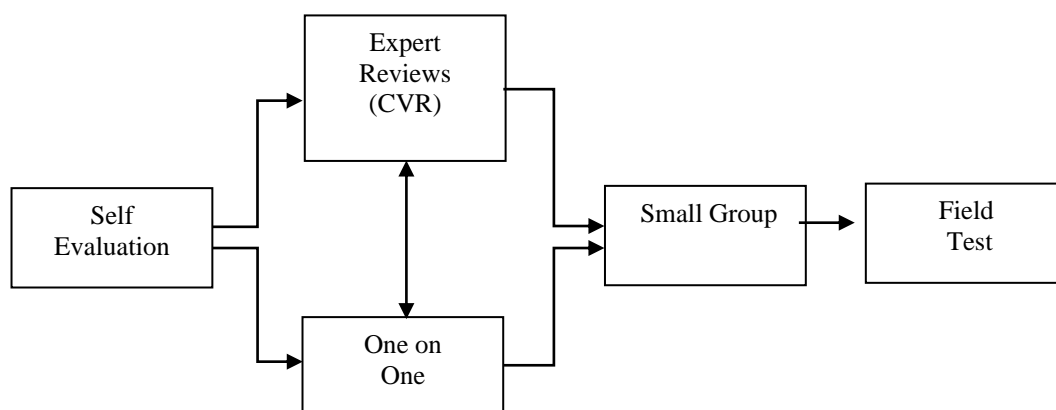 Expert
Reviews
(CVR)
Self
Evaluation
Small Group
Field
Test
One on
One